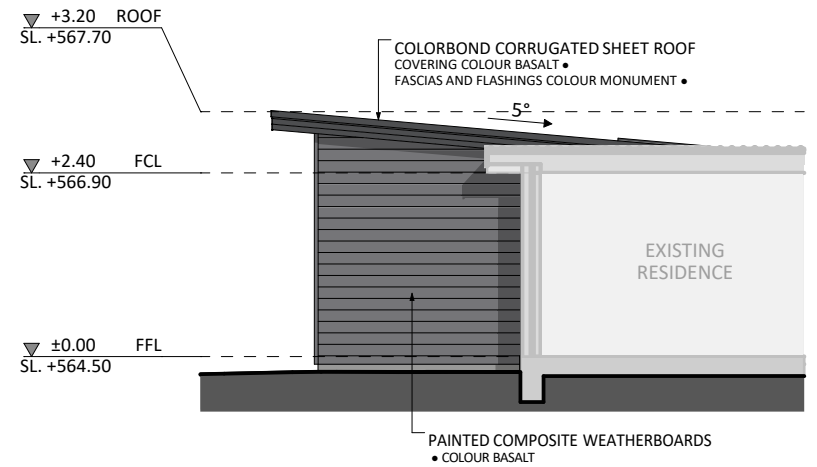 +3.20 ROOF
SL. +567.70
COLORBOND CORRUGATED SHEET ROOF
COVERING COLOUR BASALT ●
FASCIAS AND FLASHINGS COLOUR MONUMENT ●
5°
+2.40 FCL
SL. +566.90
EXISTING
RESIDENCE
±0.00 FFL
SL. +564.50
PAINTED COMPOSITE WEATHERBOARDS
● COLOUR BASALT